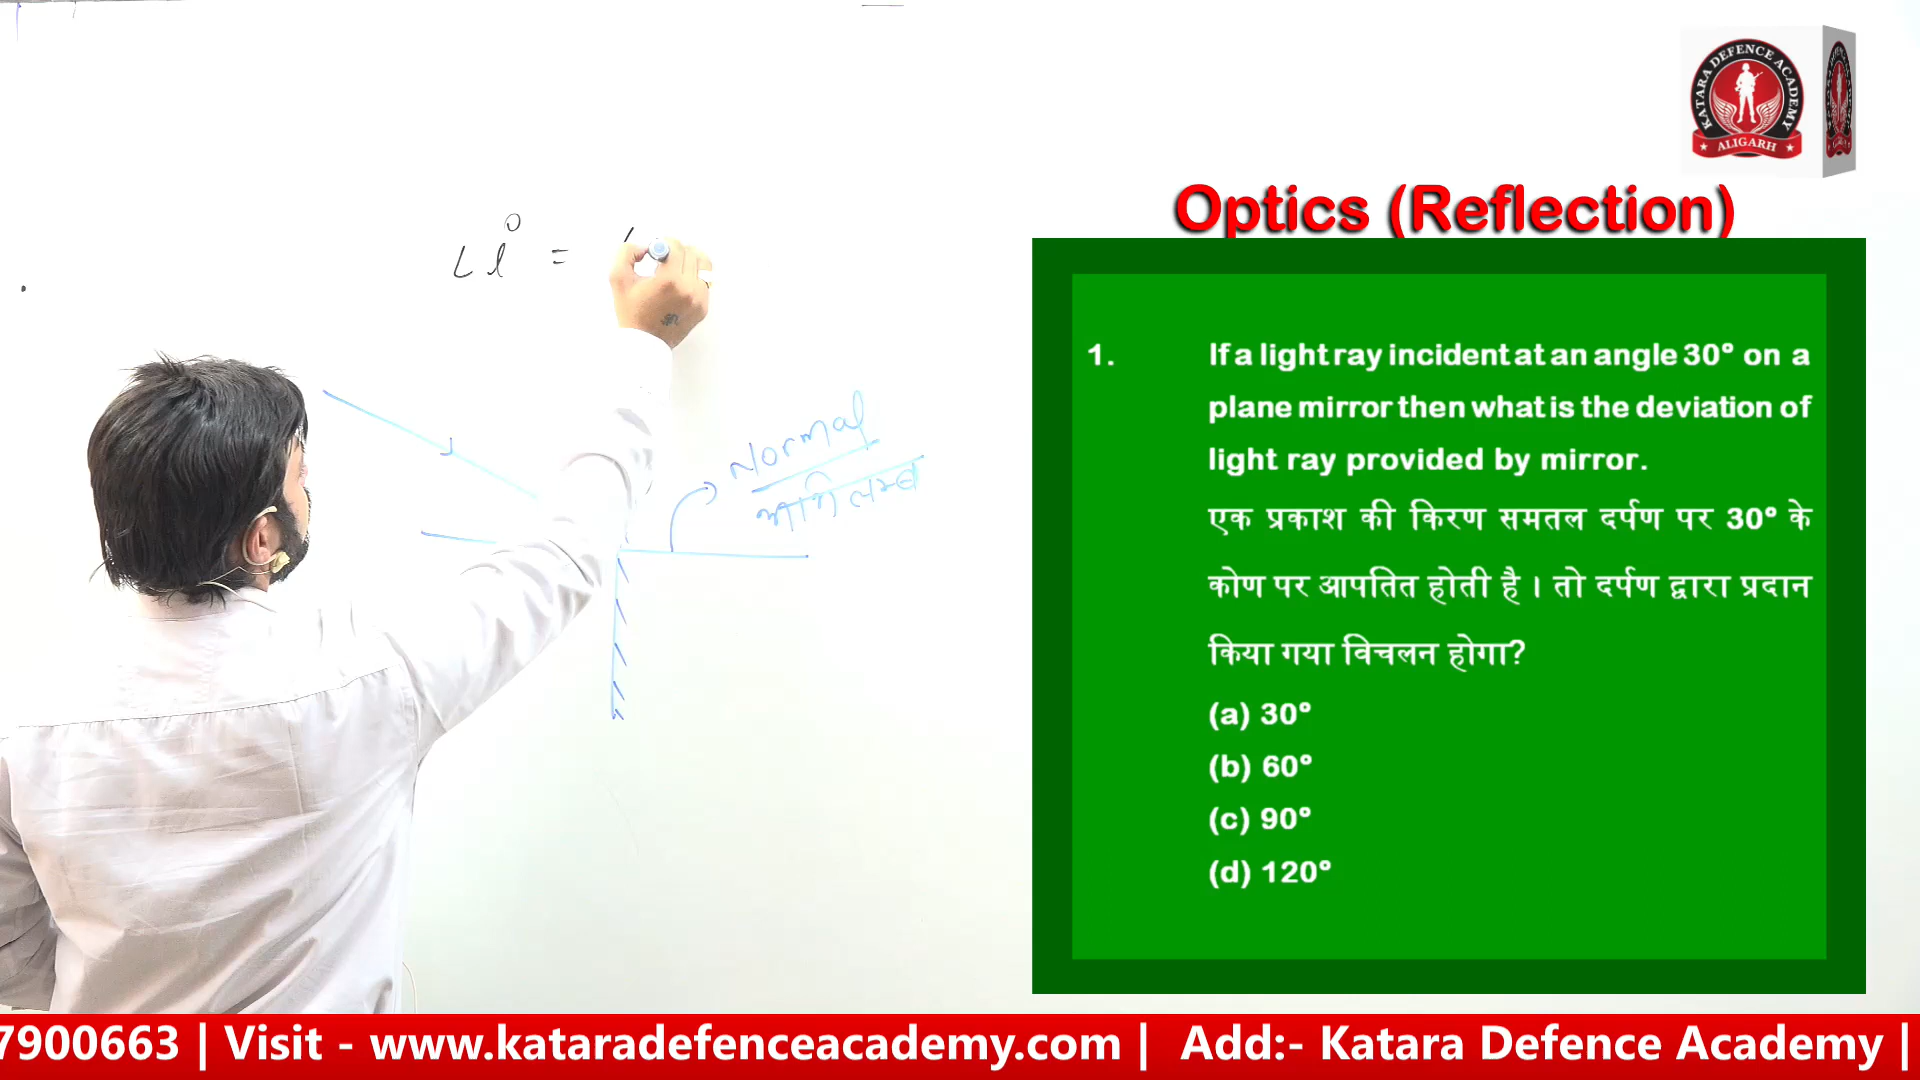 KATARA DEFENCE ACADEMY
ALIGARH
Optics (Reflection)
∠i =
Normal
अभिलम्ब
1. If a light ray incident at an angle 30° on a
plane mirror then what is the deviation of
light ray provided by mirror.
एक प्रकाश की किरण समतल दर्पण पर 30° के
कोण पर आपतित होती है । तो दर्पण द्वारा प्रदान
किया गया विचलन होगा?
(a) 30°
(b) 60°
(c) 90°
(d) 120°
7900663 | Visit - www.kataradefenceacademy.com | Add:- Katara Defence Academy |